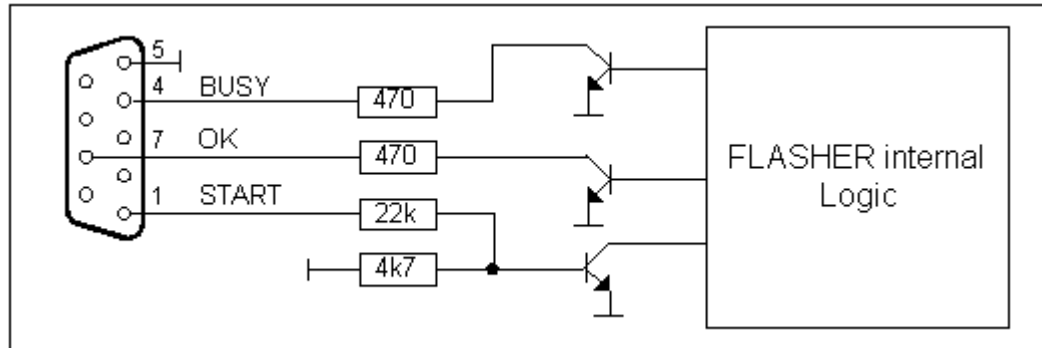 5
4 BUSY
470
7 OK
470
1 START
22k
4k7
FLASHER internal
Logic